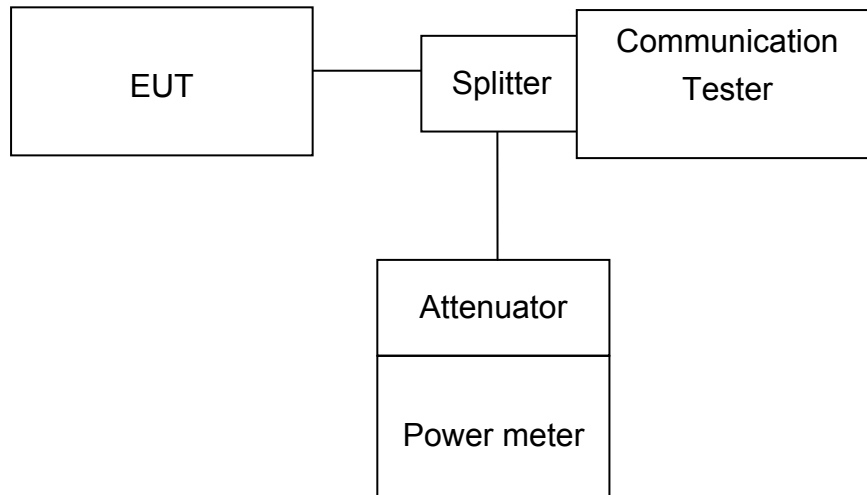 EUT
Splitter
Communication
Tester
Attenuator
Power meter